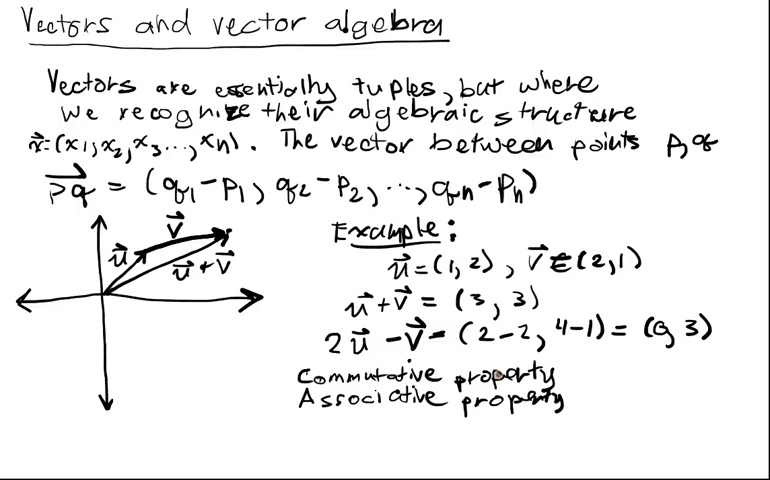 Vectors and vector algebra
Vectors are essentially tuples, but where
we recognize their algebraic structure
x⃗=(x₁,x₂,x₃...,xₙ). The vector between points p,q
p⃗q⃗ = (q₁-p₁, q₂-p₂, ..., qₙ-pₙ)
v⃗
u⃗
u⃗+v⃗
Example:
u⃗=(1,2), v⃗=(2,1)
u⃗+v⃗ = (3,3)
2u⃗-v⃗=(2-2, 4-1)=(0,3)
Commutative property
Associative property